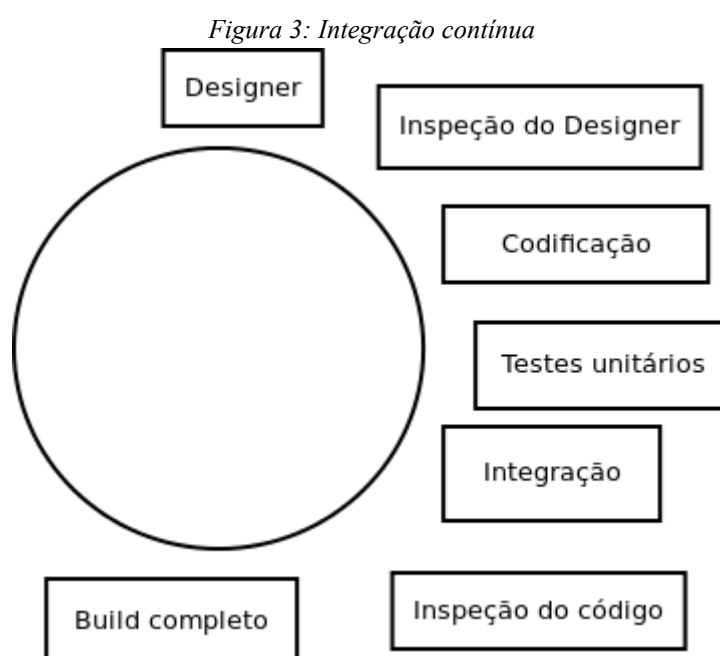 Figura 3: Integração contínua
Designer
Inspeção do Designer
Codificação
Testes unitários
Integração
Inspeção do código
Build completo